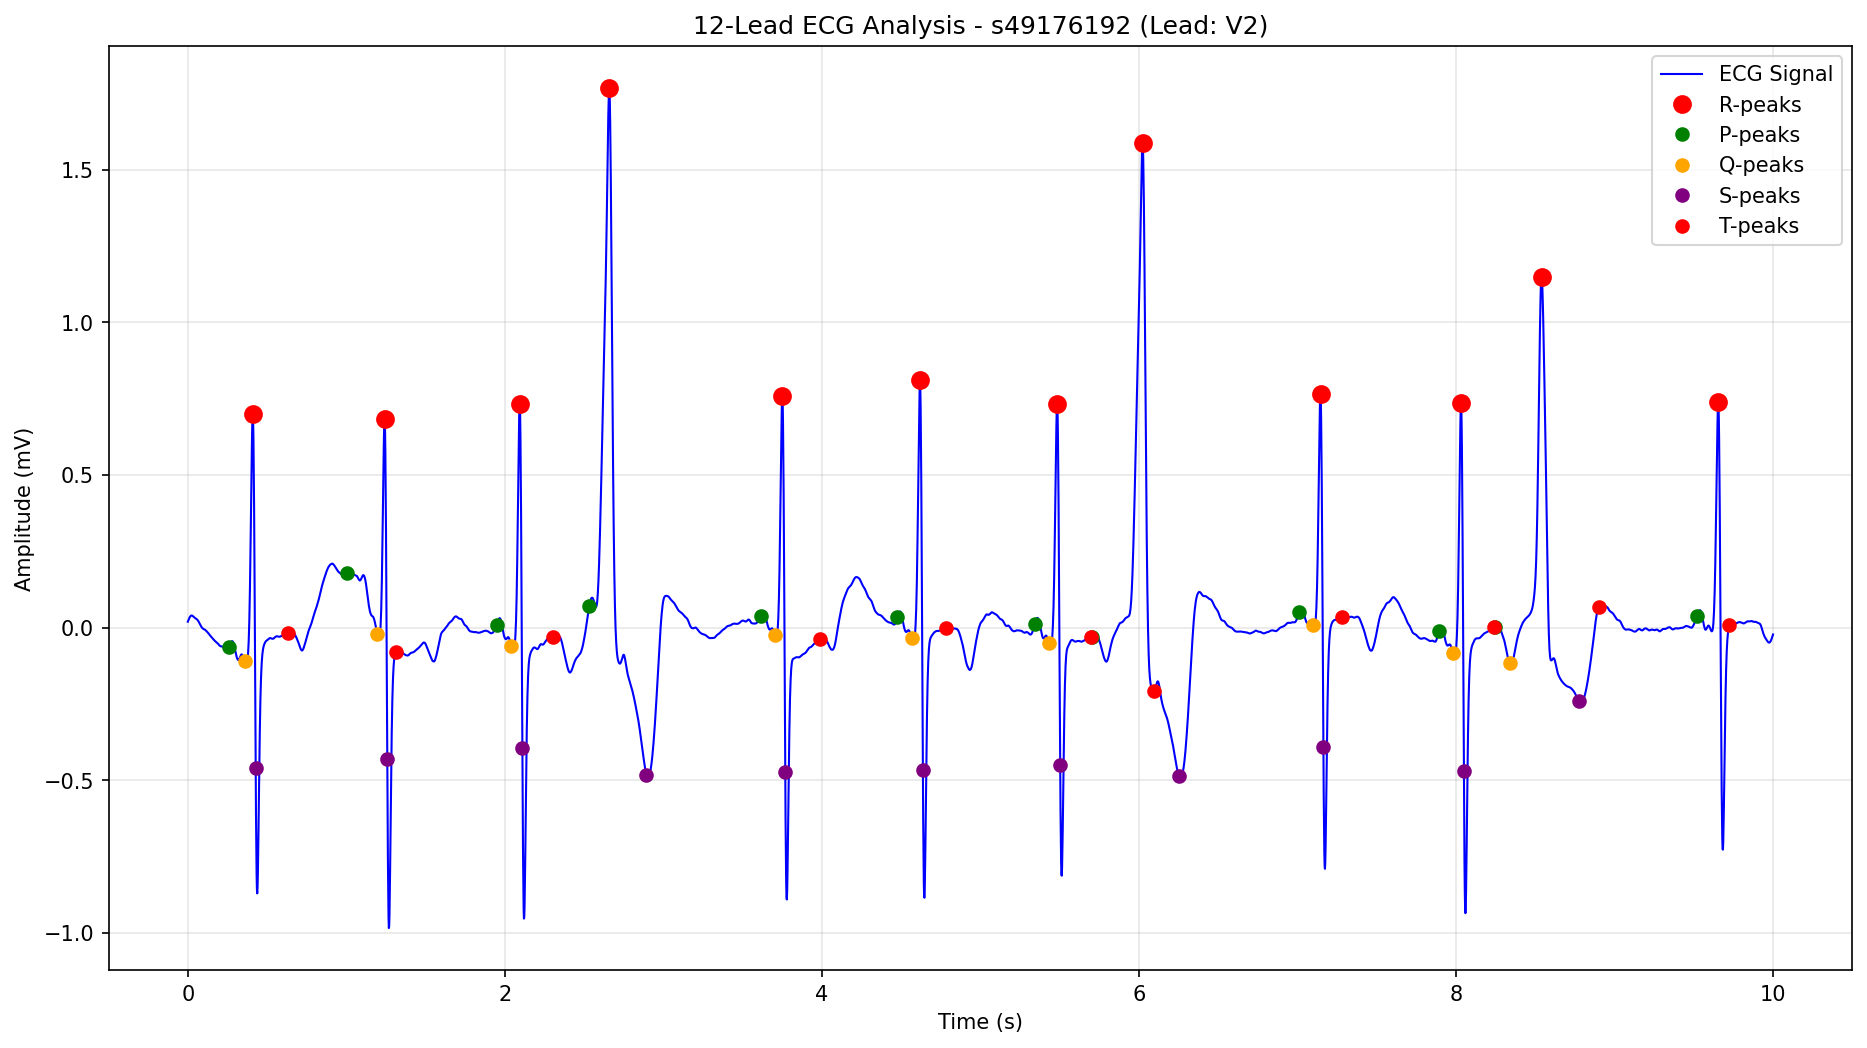 12-Lead ECG Analysis - s49176192 (Lead: V2)
ECG Signal
R-peaks
P-peaks
Q-peaks
S-peaks
T-peaks
Amplitude (mV)
1.5
1.0
0.5
0.0
−0.5
−1.0
0 2 4 6 8 10
Time (s)